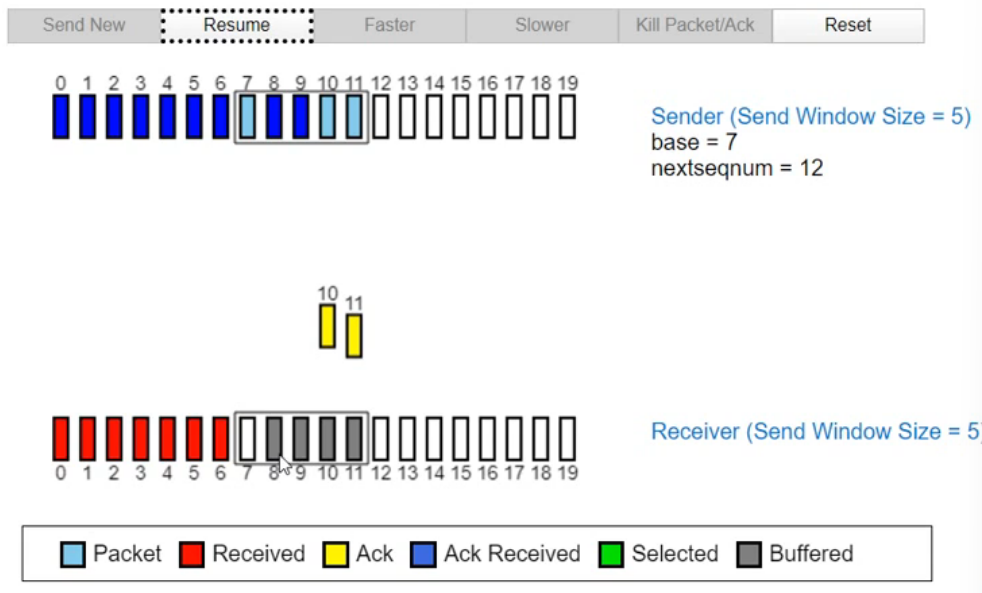 Send New Resume Faster Slower Kill Packet/Ack Reset
0 1 2 3 4 5 6 7 8 9 10 11 12 13 14 15 16 17 18 19
Sender (Send Window Size = 5)
base = 7
nextseqnum = 12
10 11
Receiver (Send Window Size = 5)
0 1 2 3 4 5 6 7 8 9 10 11 12 13 14 15 16 17 18 19
Packet Received Ack Ack Received Selected Buffered